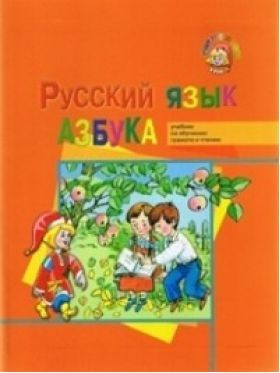 Русский язык
АЗБУКА
учебник
по обучению
грамоте и чтению